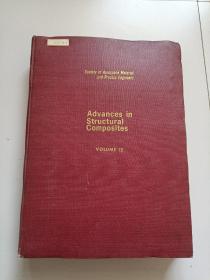 Society of Aerospace Material
and Process Engineers
Advances in
Structural
Composites
VOLUME 12